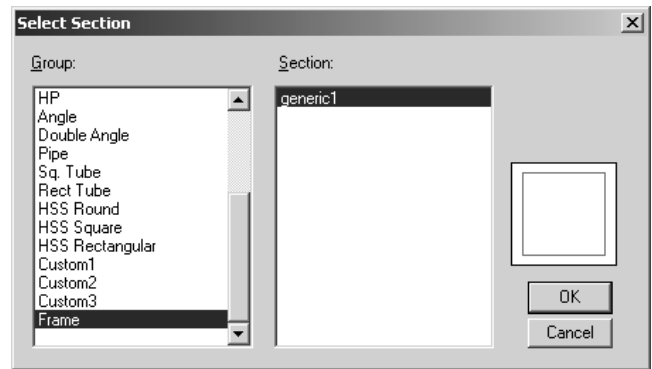 Select Section
Group:
Section:
HP
Angle
Double Angle
Pipe
Sq. Tube
Rect Tube
HSS Round
HSS Square
HSS Rectangular
Custom1
Custom2
Custom3
Frame
generic1
OK
Cancel